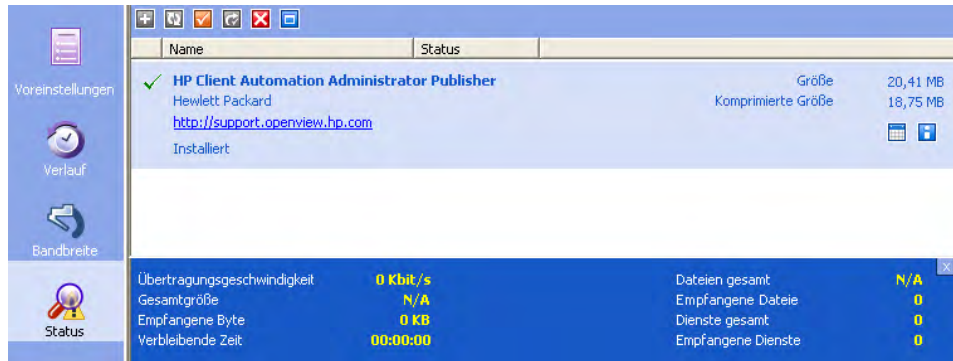 Voreinstellungen
Verlauf
Bandbreite
Status
Name Status
HP Client Automation Administrator Publisher
Hewlett Packard
http://support.openview.hp.com
Installiert
Größe 20,41 MB
Komprimierte Größe 18,75 MB
Übertragungsgeschwindigkeit 0 Kbit/s
Gesamtgröße N/A
Empfangene Byte 0 KB
Verbleibende Zeit 00:00:00
Dateien gesamt N/A
Empfangene Dateie 0
Dienste gesamt 0
Empfangene Dienste 0
X